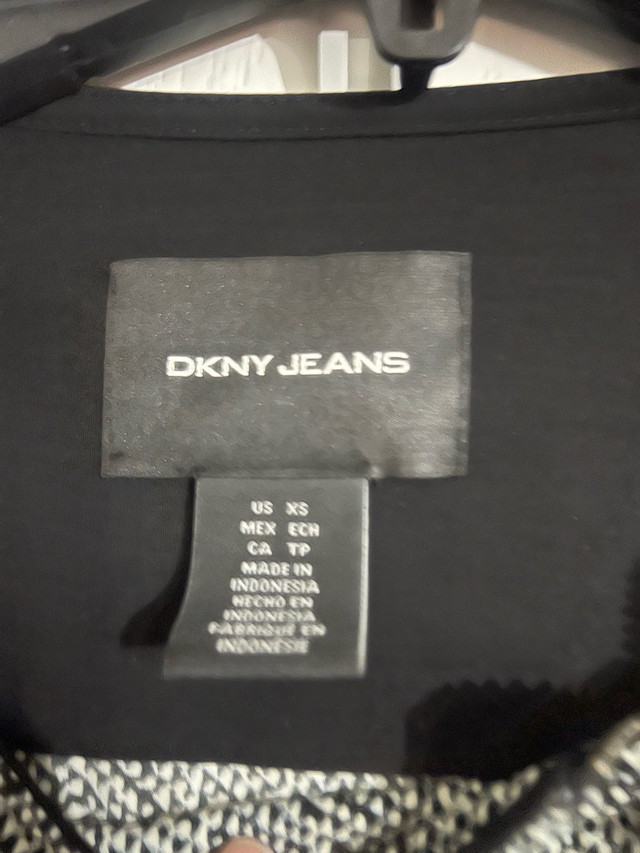 DKNY JEANS
US XS
MEX ECH
CA TP
MADE IN
INDONESIA
HECHO EN
INDONESIA
FABRIQUÉ EN
INDONÉSIE